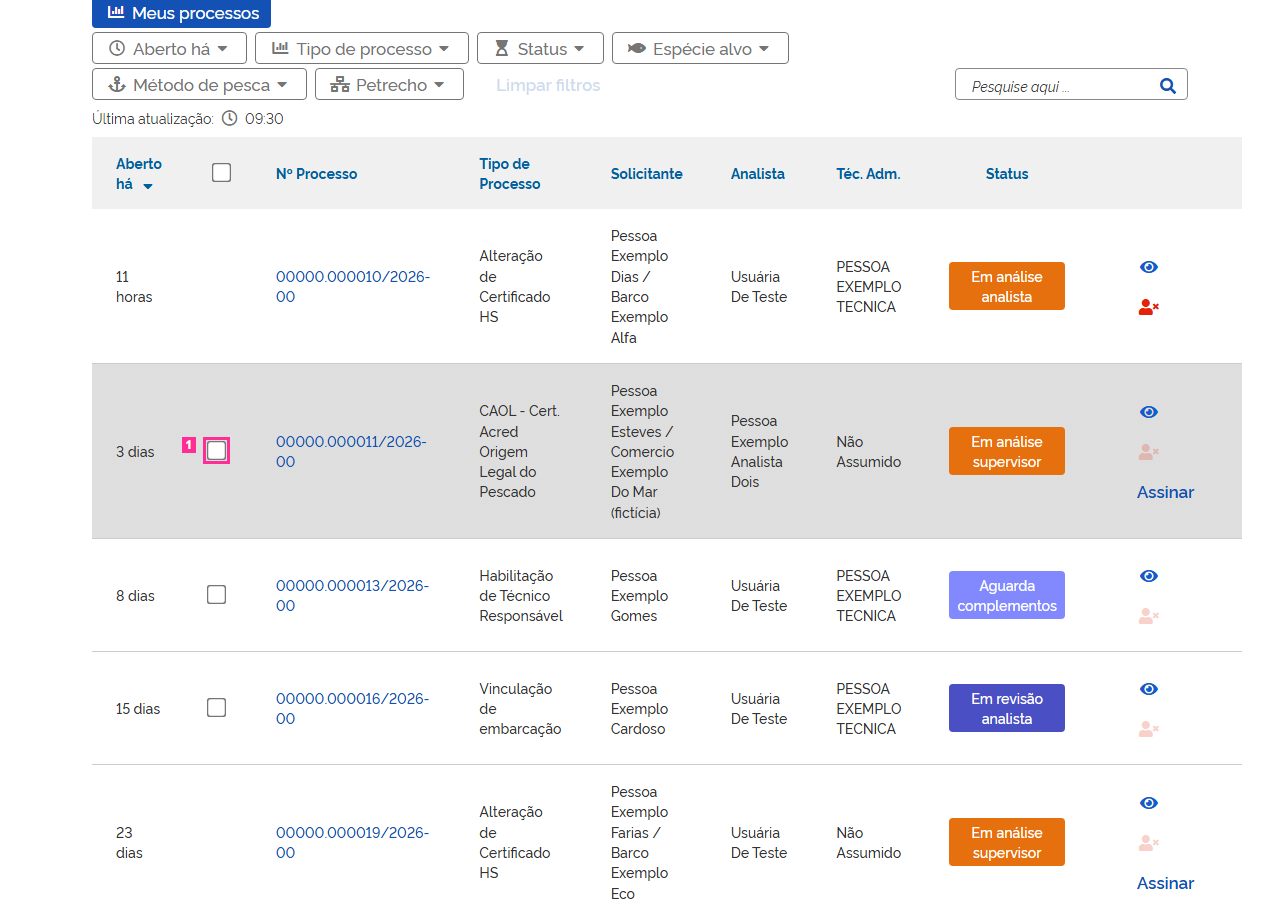 Meus processos
Aberto há
Tipo de processo
Status
Espécie alvo
Método de pesca
Petrecho
Limpar filtros
Pesquise aqui ...
Última atualização: 09:30
Aberto
há
Nº Processo
Tipo de
Processo
Solicitante
Analista
Téc. Adm.
Status
11
horas
00000.000010/2026-
00
Alteração
de
Certificado
HS
Pessoa
Exemplo
Dias /
Barco
Exemplo
Alfa
Usuária
De Teste
PESSOA
EXEMPLO
TECNICA
Em análise
analista
3 dias
1
00000.000011/2026-
00
CAOL - Cert.
Acred
Origem
Legal do
Pescado
Pessoa
Exemplo
Esteves /
Comercio
Exemplo
Do Mar
(fictícia)
Pessoa
Exemplo
Analista
Dois
Não
Assumido
Em análise
supervisor
Assinar
8 dias
00000.000013/2026-
00
Habilitação
de Técnico
Responsável
Pessoa
Exemplo
Gomes
Usuária
De Teste
PESSOA
EXEMPLO
TECNICA
Aguarda
complementos
15 dias
00000.000016/2026-
00
Vinculação
de
embarcação
Pessoa
Exemplo
Cardoso
Usuária
De Teste
PESSOA
EXEMPLO
TECNICA
Em revisão
analista
23
dias
00000.000019/2026-
00
Alteração
de
Certificado
HS
Pessoa
Exemplo
Farias /
Barco
Exemplo
Eco
Usuária
De Teste
Não
Assumido
Em análise
supervisor
Assinar